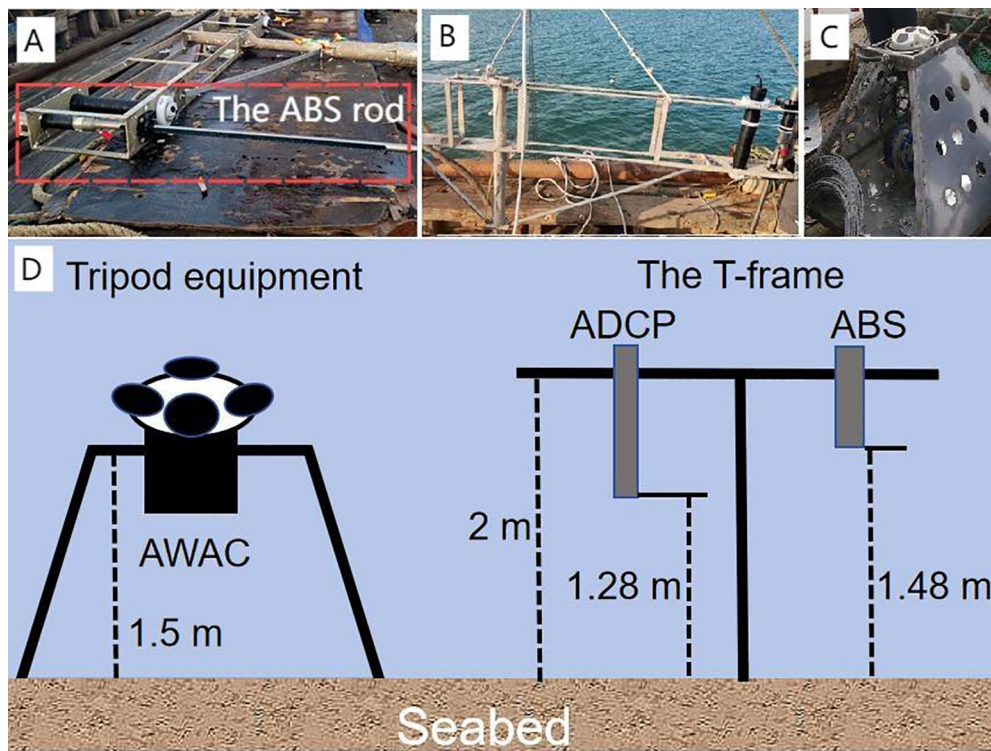 A
The ABS rod
B
C
D
Tripod equipment
The T-frame
ADCP
ABS
AWAC
2 m
1.28 m
1.48 m
1.5 m
Seabed